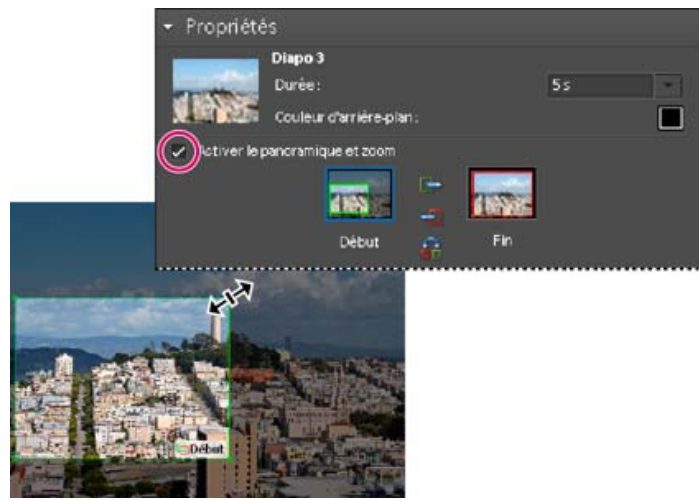 Propriétés
Diapo 3
Durée :
5 s
Couleur d'arrière-plan :
Activer le panoramique et zoom
Début
Fin
Début